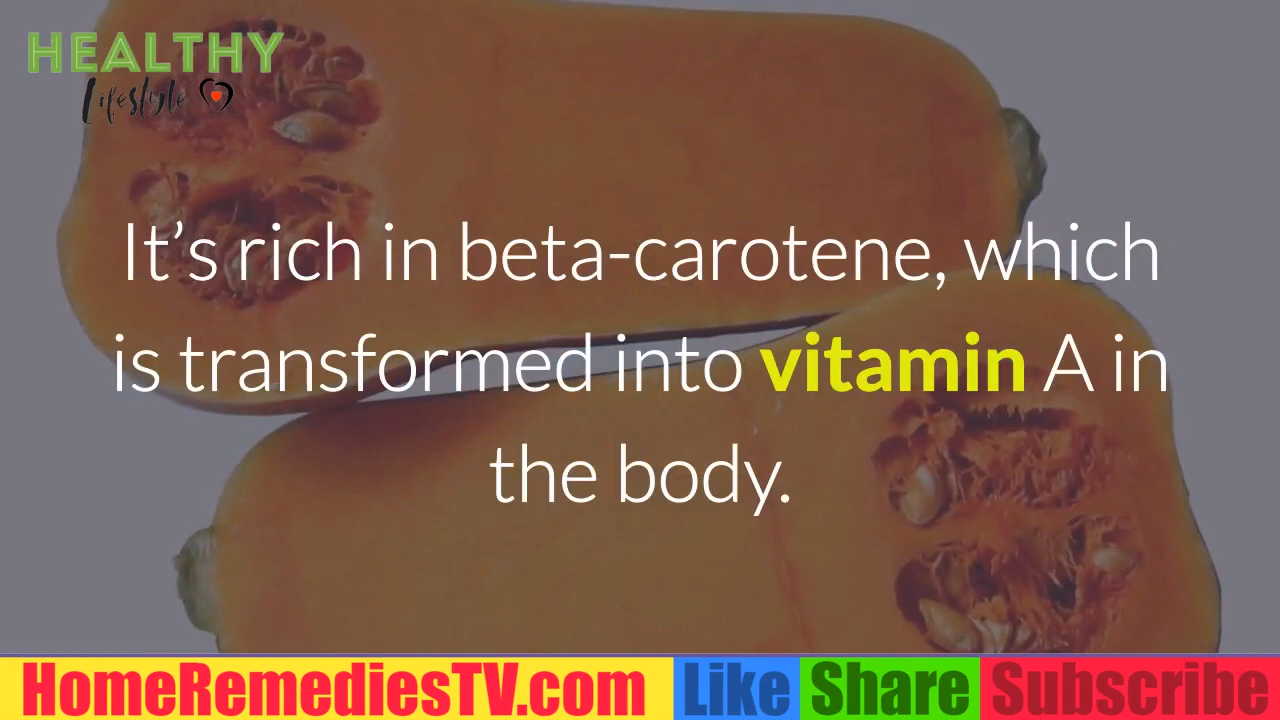 HEALTHY
Lifestyle
It’s rich in beta-carotene, which
is transformed into vitamin A in
the body.
HomeRemediesTV.com Like Share Subscribe